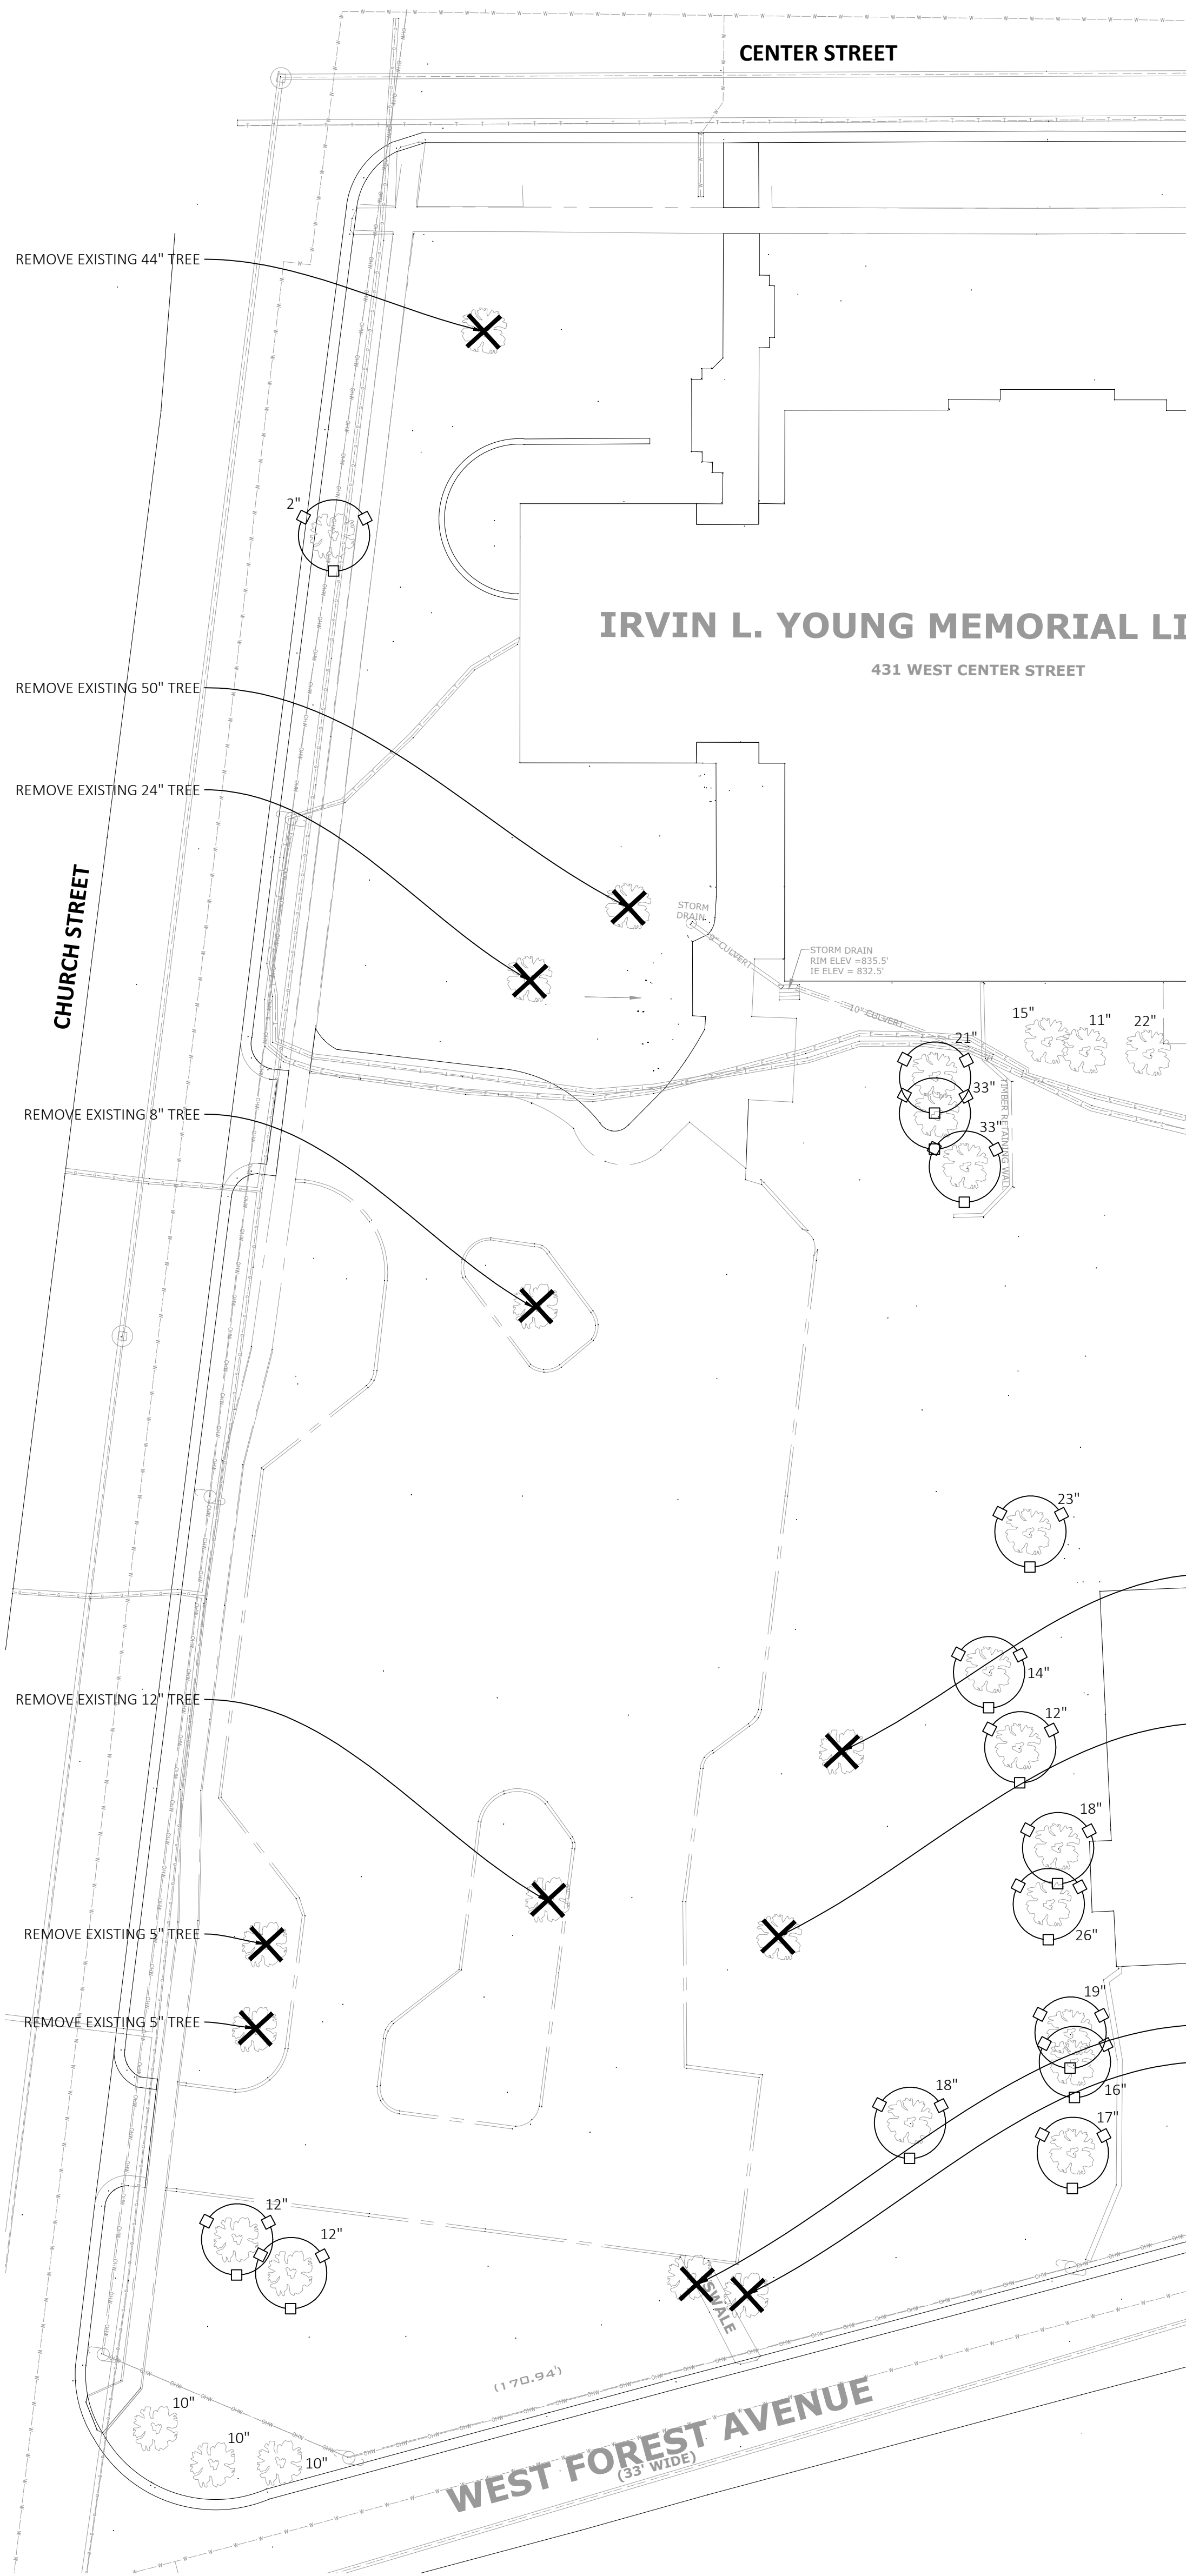 CENTER STREET
REMOVE EXISTING 44" TREE
2"
IRVIN L. YOUNG MEMORIAL LI
431 WEST CENTER STREET
REMOVE EXISTING 50" TREE
REMOVE EXISTING 24" TREE
CHURCH STREET
STORM
DRAIN
9" CULVERT
STORM DRAIN
RIM ELEV =835.5'
IE ELEV = 832.5'
10" CULVERT
15"
11"
22"
21"
33"
33"
TIMBER RETAINING WALL
REMOVE EXISTING 8" TREE
23"
14"
12"
REMOVE EXISTING 12" TREE
18"
26"
REMOVE EXISTING 5" TREE
19"
REMOVE EXISTING 5" TREE
16"
18"
17"
12"
12"
SWALE
(170.94')
10"
10"
10"
WEST FOREST AVENUE
(33' WIDE)